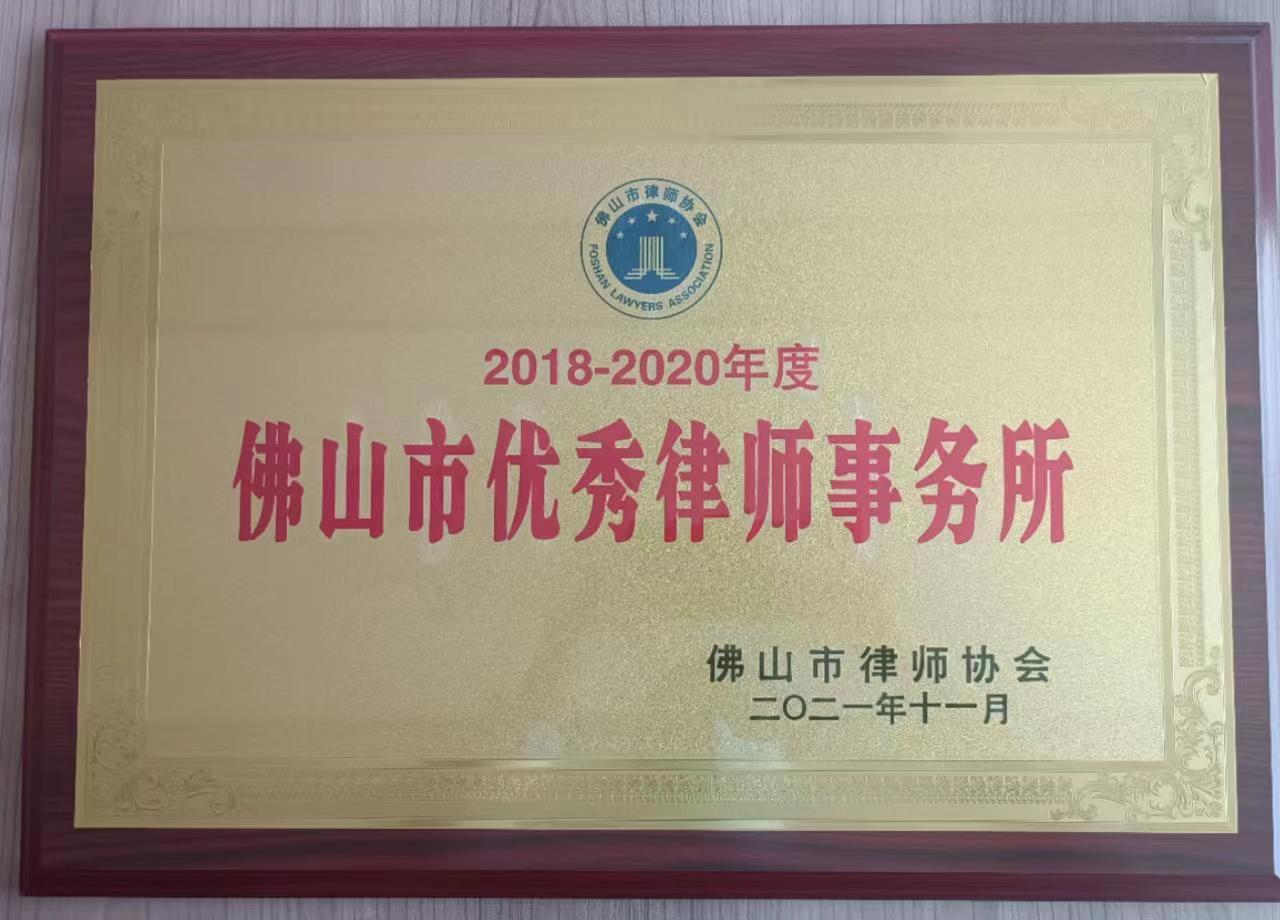 佛山市律师协会
FOSHAN LAWYERS ASSOCIATION
2018-2020年度
佛山市优秀律师事务所
佛山市律师协会
二〇二一年十一月